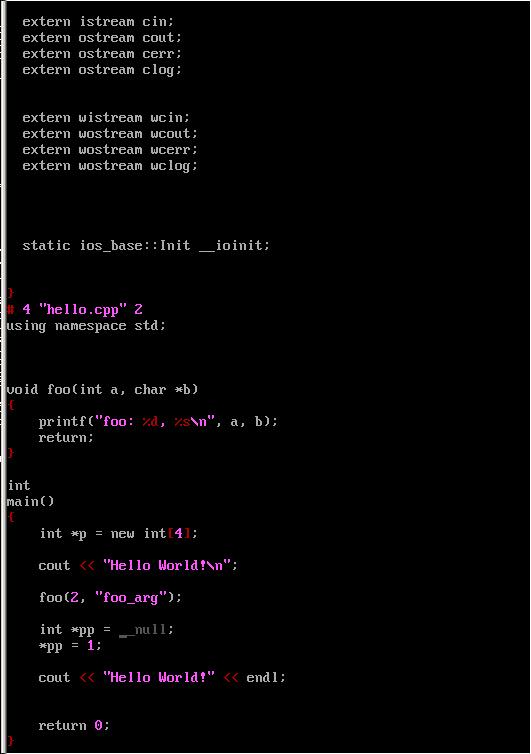 extern istream cin;
extern ostream cout;
extern ostream cerr;
extern ostream clog;
extern wistream wcin;
extern wostream wcout;
extern wostream wcerr;
extern wostream wclog;
static ios_base::Init __ioinit;
}
# 4 "hello.cpp" 2
using namespace std;
void foo(int a, char *b)
{
printf("foo: %d, %s\n", a, b);
return;
}
int
main()
{
int *p = new int[4];
cout << "Hello World!\n";
foo(2, "foo_arg");
int *pp = __null;
*pp = 1;
cout << "Hello World!" << endl;
return 0;
}